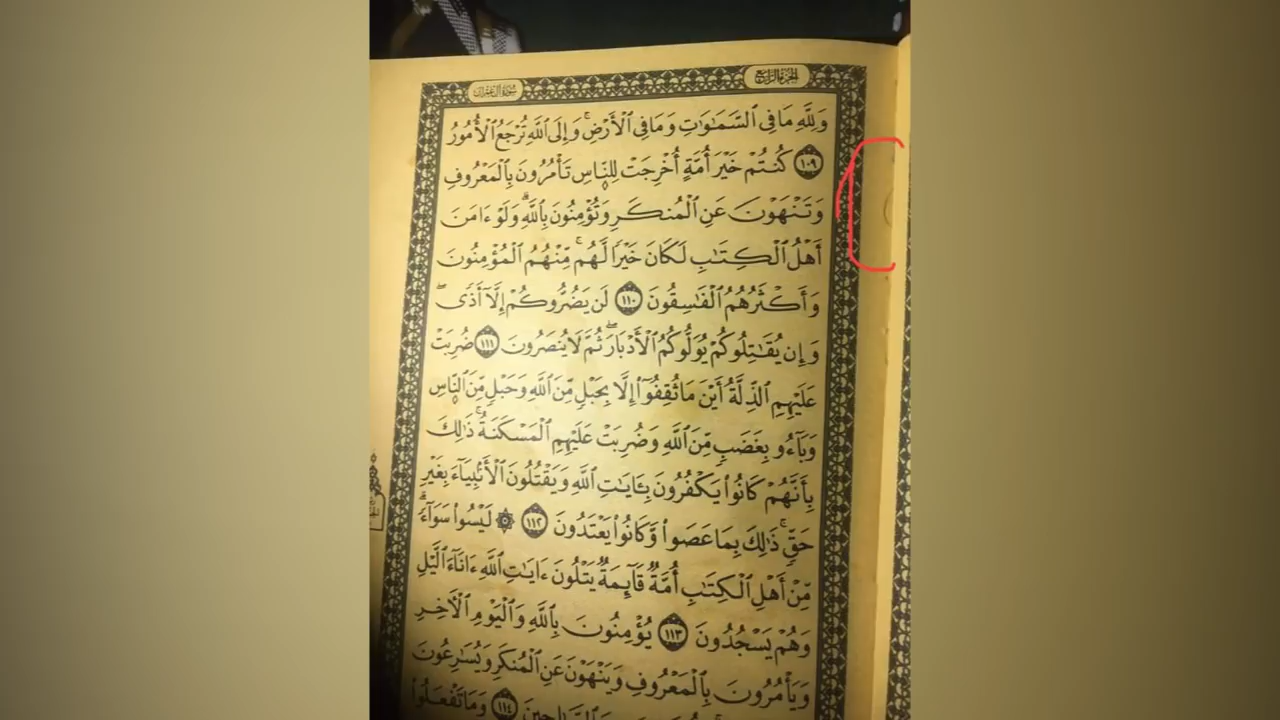 الجزء الرابع
سورة آل عمران
وَلِلَّهِ مَا فِي ٱلسَّمَٰوَٰتِ وَمَا فِي ٱلْأَرْضِ ۚ وَإِلَى ٱللَّهِ تُرْجَعُ ٱلْأُمُورُ
١٠٩ كُنتُمْ خَيْرَ أُمَّةٍ أُخْرِجَتْ لِلنَّاسِ تَأْمُرُونَ بِٱلْمَعْرُوفِ
وَتَنْهَوْنَ عَنِ ٱلْمُنكَرِ وَتُؤْمِنُونَ بِٱللَّهِ ۗ وَلَوْ ءَامَنَ
أَهْلُ ٱلْكِتَٰبِ لَكَانَ خَيْرًا لَّهُم ۚ مِّنْهُمُ ٱلْمُؤْمِنُونَ
وَأَكْثَرُهُمُ ٱلْفَٰسِقُونَ ١١٠ لَن يَضُرُّوكُمْ إِلَّآ أَذًى ۖ
وَإِن يُقَٰتِلُوكُمْ يُوَلُّوكُمُ ٱلْأَدْبَارَ ۖ ثُمَّ لَا يُنصَرُونَ ١١١ ضُرِبَتْ
عَلَيْهِمُ ٱلذِّلَّةُ أَيْنَ مَا ثُقِفُوٓا۟ إِلَّا بِحَبْلٍ مِّنَ ٱللَّهِ وَحَبْلٍ مِّنَ ٱلنَّاسِ
وَبَآءُو بِغَضَبٍ مِّنَ ٱللَّهِ وَضُرِبَتْ عَلَيْهِمُ ٱلْمَسْكَنَةُ ۚ ذَٰلِكَ
بِأَنَّهُمْ كَانُوا۟ يَكْفُرُونَ بِـَٔايَٰتِ ٱللَّهِ وَيَقْتُلُونَ ٱلْأَنۢبِيَآءَ بِغَيْرِ
حَقٍّ ۚ ذَٰلِكَ بِمَا عَصَوا۟ وَّكَانُوا۟ يَعْتَدُونَ ١١٢ ۞ لَيْسُوا۟ سَوَآءً ۗ
مِّنْ أَهْلِ ٱلْكِتَٰبِ أُمَّةٌ قَآئِمَةٌ يَتْلُونَ ءَايَٰتِ ٱللَّهِ ءَانَآءَ ٱلَّيْلِ
وَهُمْ يَسْجُدُونَ ١١٣ يُؤْمِنُونَ بِٱللَّهِ وَٱلْيَوْمِ ٱلْءَاخِرِ
وَيَأْمُرُونَ بِٱلْمَعْرُوفِ وَيَنْهَوْنَ عَنِ ٱلْمُنكَرِ وَيُسَٰرِعُونَ
١١٤ وَمَا تَفْعَلُوا۟